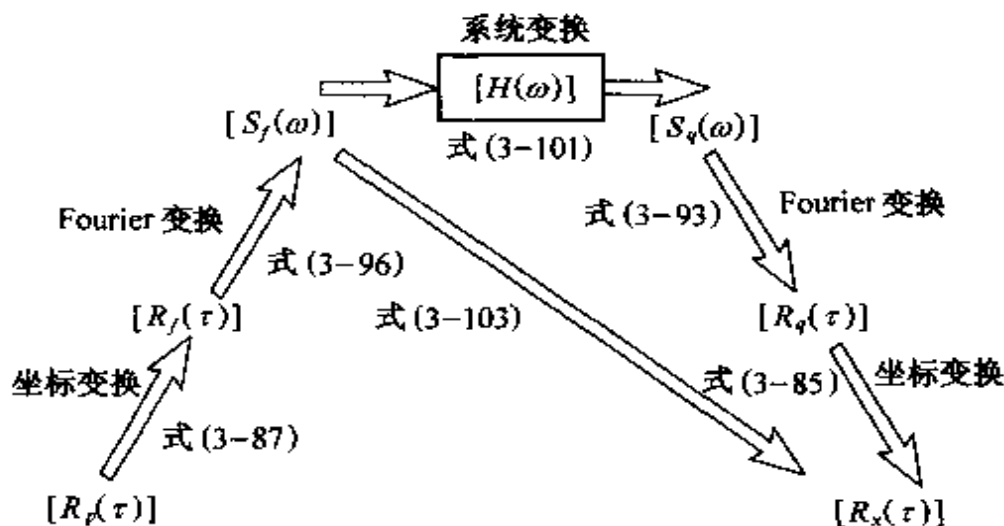 系统变换
[H(ω)]
[S_f(ω)]
式(3-101)
[S_q(ω)]
Fourier 变换
式(3-93)
Fourier 变换
式(3-96)
[R_f(τ)]
式(3-103)
[R_q(τ)]
坐标变换
式(3-85)
坐标变换
式(3-87)
[R_p(τ)]
[R_x(τ)]